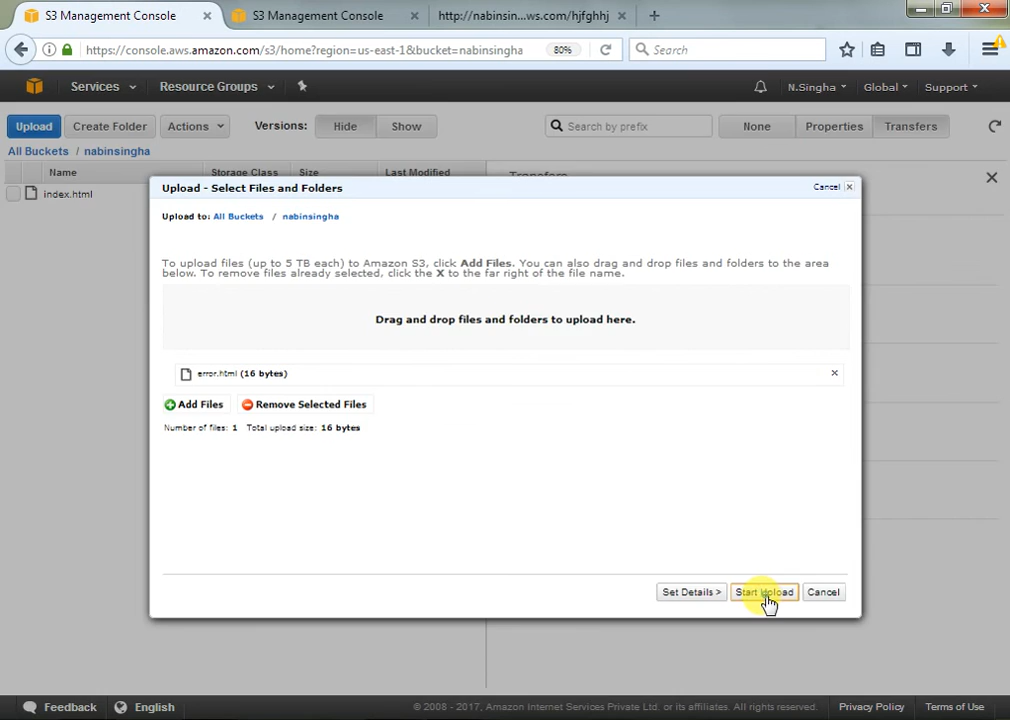 S3 Management Console
S3 Management Console
http://nabinsin...ws.com/hjfghhj
https://console.aws.amazon.com/s3/home?region=us-east-1&bucket=nabinsingha
80%
Search
Services
Resource Groups
N.Singha
Global
Support
Upload
Create Folder
Actions
Versions:
Hide
Show
Search by prefix
None
Properties
Transfers
All Buckets / nabinsingha
Name
Storage Class
Size
Last Modified
Transfers
index.html
Upload - Select Files and Folders
Cancel
Upload to: All Buckets / nabinsingha
To upload files (up to 5 TB each) to Amazon S3, click Add Files. You can also drag and drop files and folders to the area
below. To remove files already selected, click the X to the far right of the file name.
Drag and drop files and folders to upload here.
error.html (16 bytes)
Add Files
Remove Selected Files
Number of files: 1 Total upload size: 16 bytes
Set Details >
Start Upload
Cancel
Feedback
English
© 2008 - 2017, Amazon Internet Services Private Ltd. or its affiliates. All rights reserved.
Privacy Policy
Terms of Use